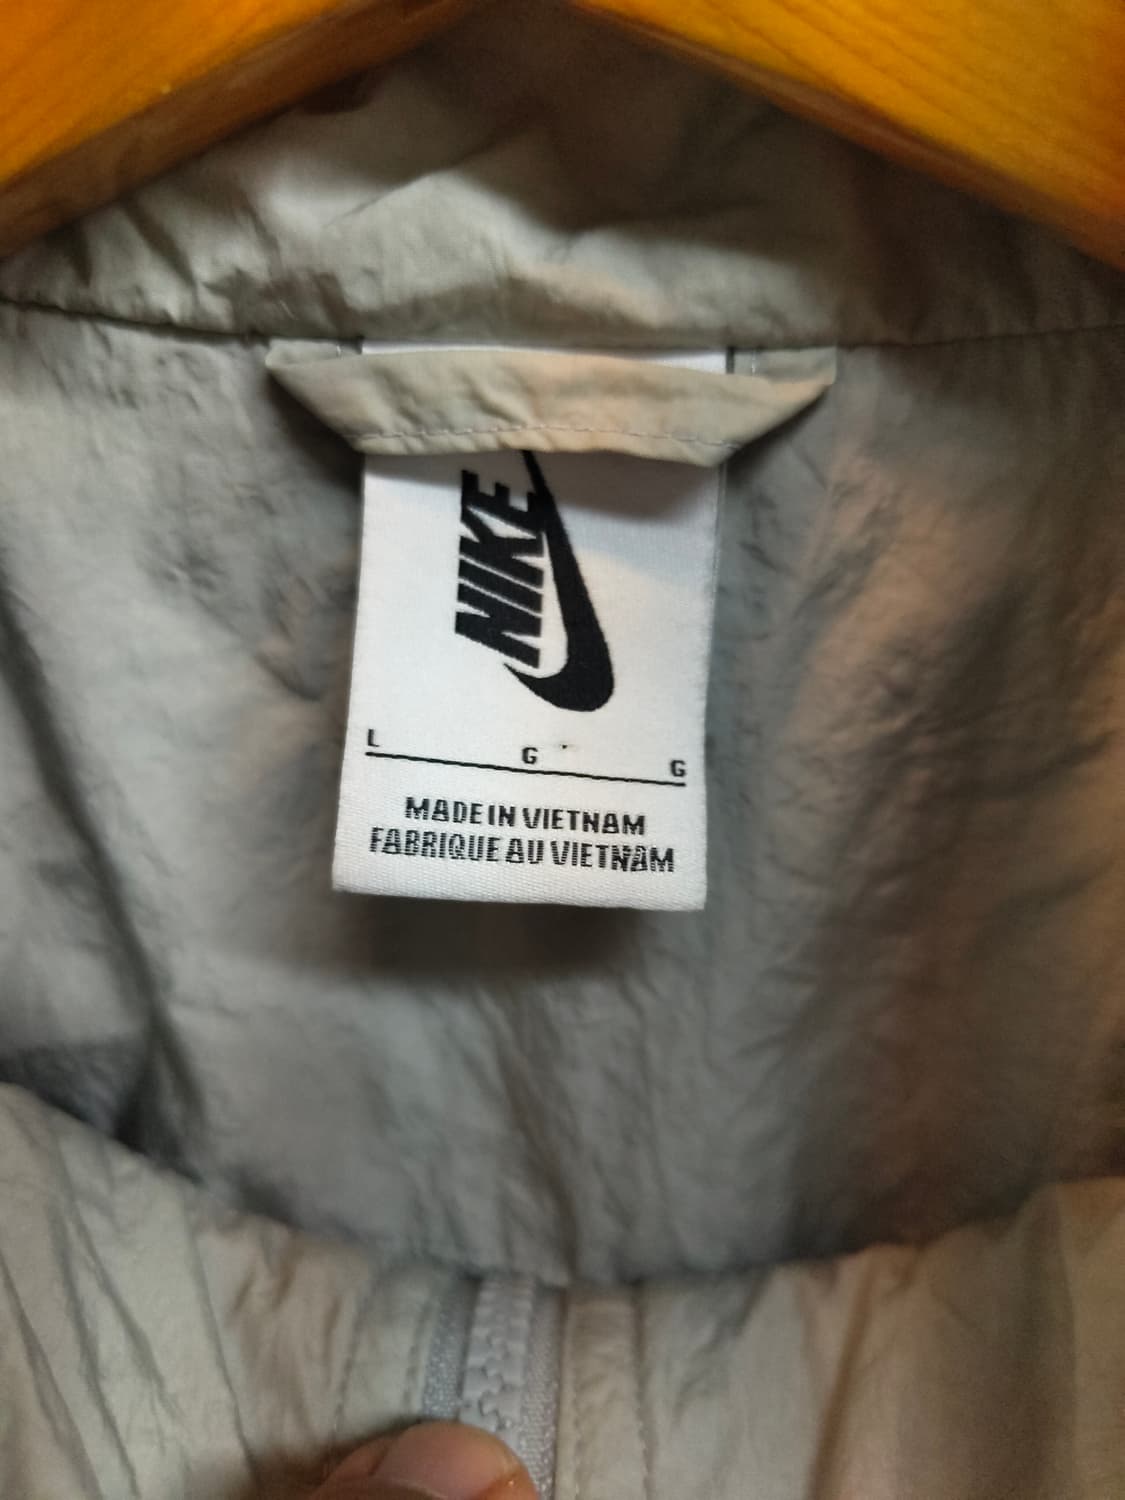 NIKE
L G G
MADE IN VIETNAM
FABRIQUE AU VIETNAM